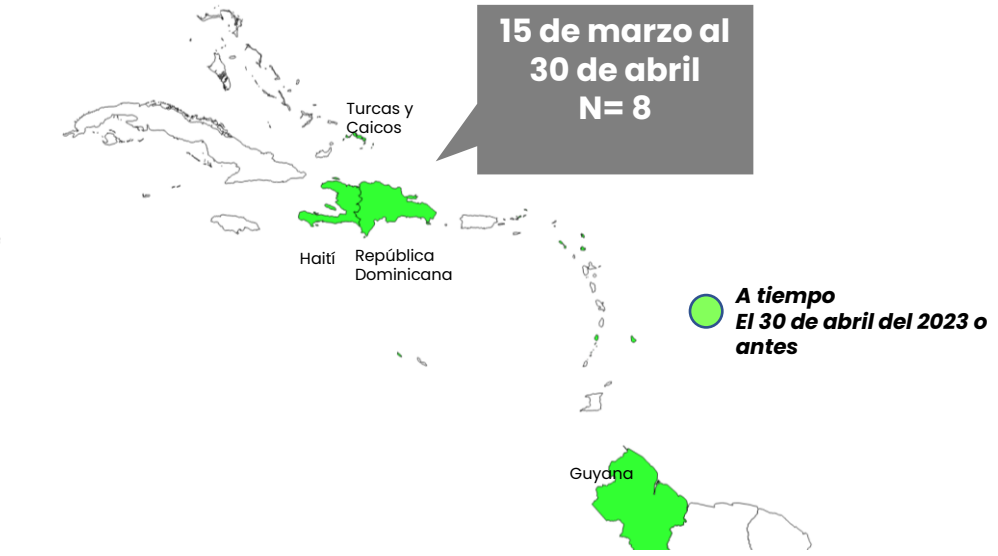 15 de marzo al
30 de abril
N= 8
Turcas y
Caicos
Haití
República
Dominicana
A tiempo
El 30 de abril del 2023 o
antes
Guyana